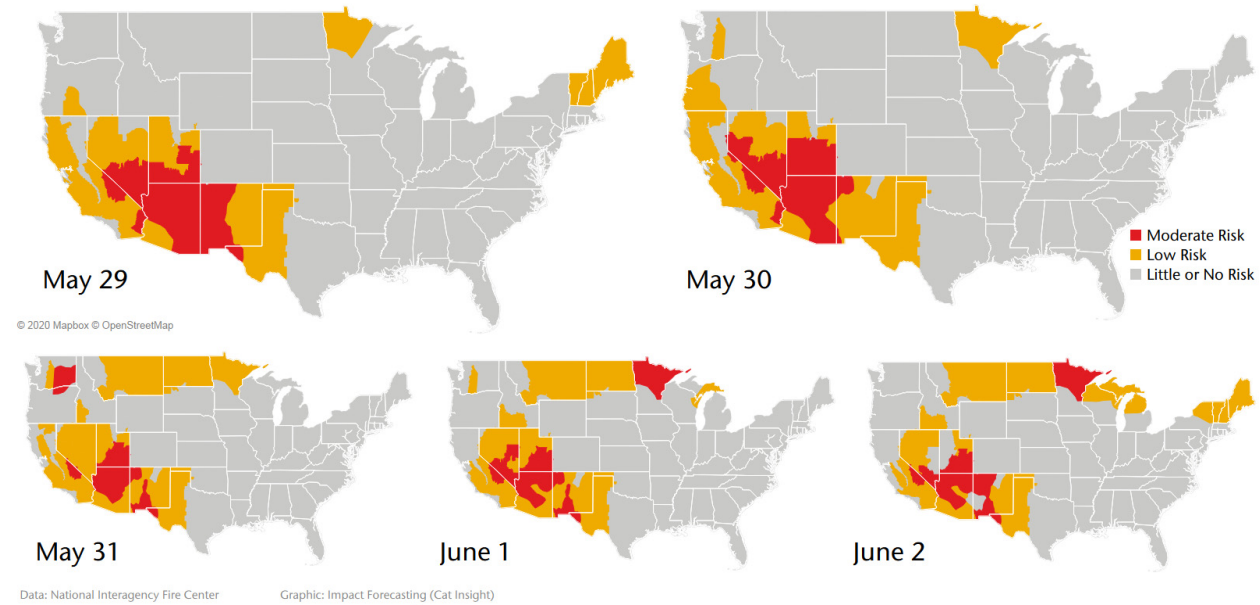 May 29
May 30
Moderate Risk
Low Risk
Little or No Risk
© 2020 Mapbox © OpenStreetMap
May 31
June 1
June 2
Data: National Interagency Fire Center
Graphic: Impact Forecasting (Cat Insight)